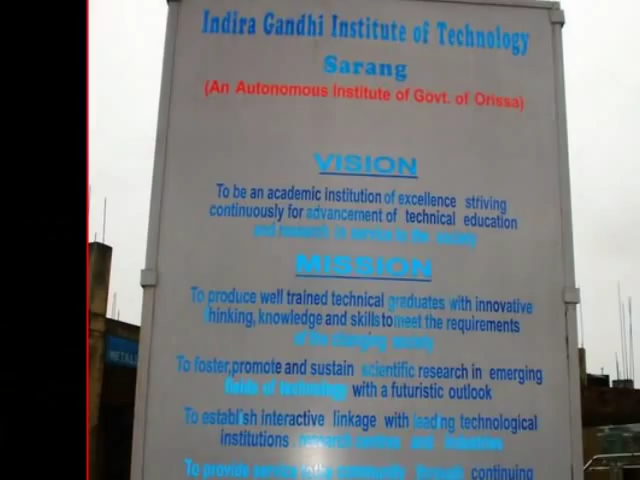 Indira Gandhi Institute of Technology
Sarang
(An Autonomous Institute of Govt. of Orissa)
VISION
To be an academic institution of excellence striving
continuously for advancement of technical education
and research in service to the society
MISSION
To produce well trained technical graduates with innovative
thinking, knowledge and skills to meet the requirements
of the changing society
To foster, promote and sustain scientific research in emerging
fields of technology with a futuristic outlook
To establish interactive linkage with leading technological
institutions research centres and industries
To provide service to the community through continuing